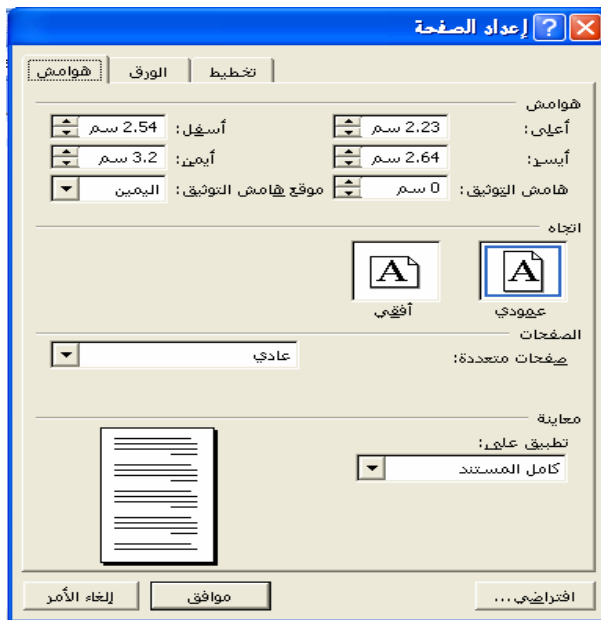 إعداد الصفحة
هوامش الورق تخطيط
هوامش
أعلى: 2.23 سم أسفل: 2.54 سم
أيسر: 2.64 سم أيمن: 3.2 سم
هامش التوثيق: 0 سم موقع هامش التوثيق: اليمين
اتجاه
A A
عمودي أفقي
الصفحات
صفحات متعددة: عادي
معاينة
تطبيق على:
كامل المستند
افتراضي... موافق إلغاء الأمر